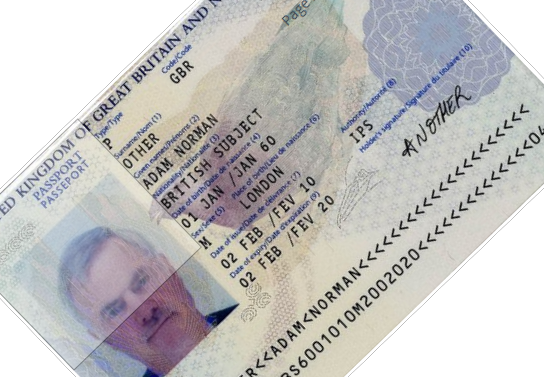 ED KINGDOM OF GREAT BRITAIN AND N
PASSPORT
PASSEPORT
Type/Type
P
Code/Code
GBR
Page
Surname/Nom (1)
OTHER
Given names/Prénoms (2)
ADAM NORMAN
Nationality/Nationalité (3)
BRITISH SUBJECT
Date of birth/Date de naissance (4)
01 JAN /JAN 60
Sex/Sexe (5)
M
Place of birth/Lieu de naissance (6)
LONDON
Date of issue/Date de délivrance (7)
02 FEB /FEV 10
Authority/Autorité (8)
IPS
Date of expiry/Date d'expiration (9)
02 FEB /FEV 20
Holder's signature/Signature du titulaire (10)
ANOTHER
R<<ADAM<NORMAN<<<<<<<<<<<<<<<<<<<
BS6001010M2002020<<<<<<<<<<<<<<04